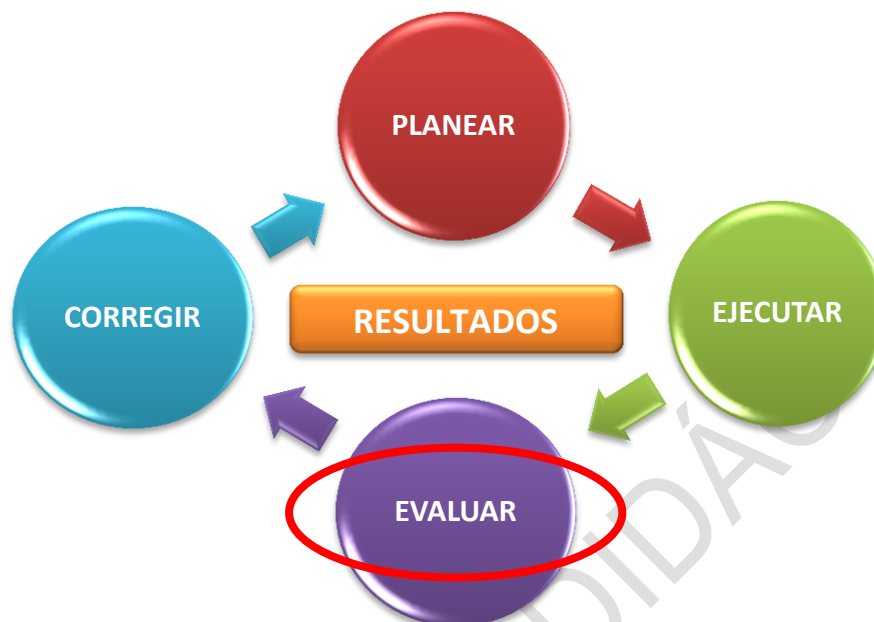 PLANEAR
EJECUTAR
CORREGIR
RESULTADOS
EVALUAR